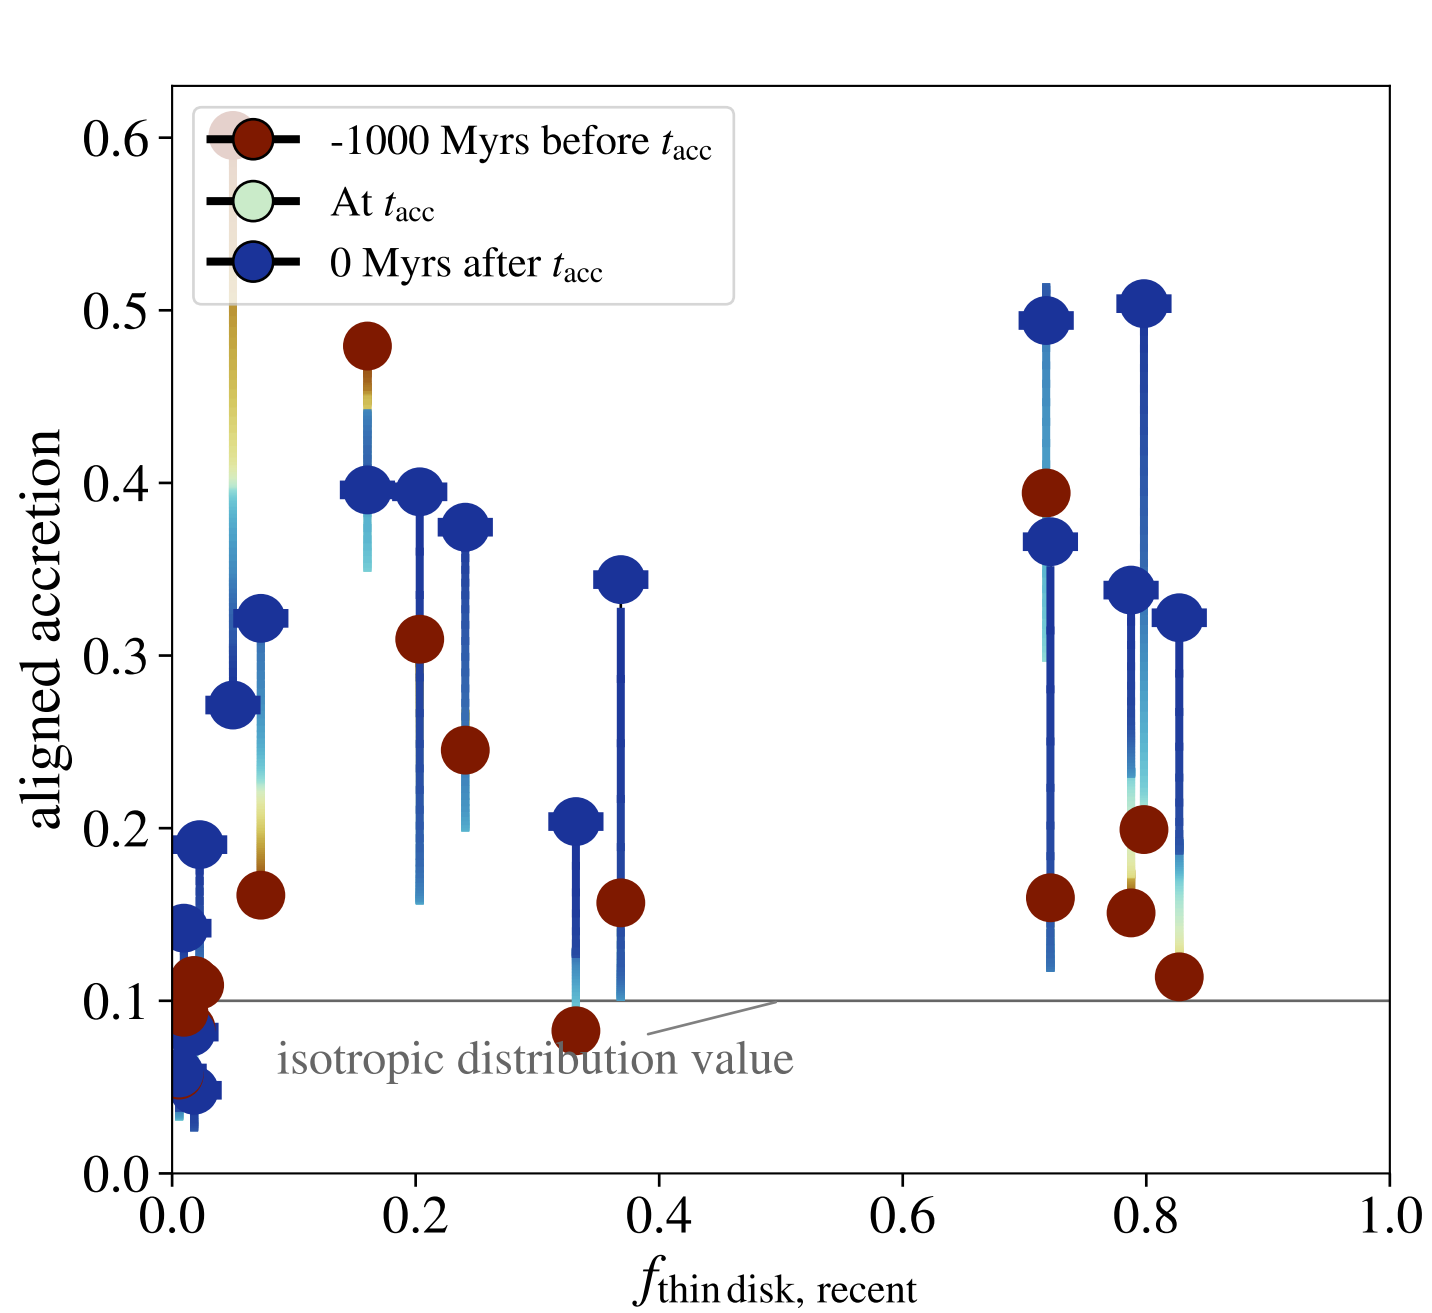 -1000 Myrs before tacc
At tacc
0 Myrs after tacc
0.6
0.5
0.4
0.3
0.2
0.1
0.0
aligned accretion
isotropic distribution value
0.0 0.2 0.4 0.6 0.8 1.0
fthin disk, recent